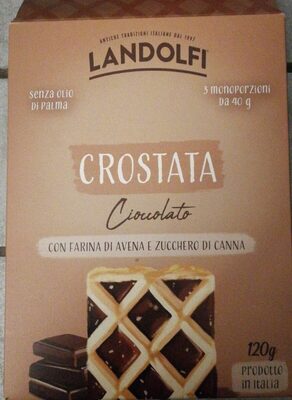 ANTICHE TRADIZIONI ITALIANE DAL 1997
LANDOLFI
senza olio
di palma
3 monoporzioni
da 40 g
CROSTATA
Cioccolato
CON FARINA DI AVENA E ZUCCHERO DI CANNA
120g
PRODOTTO
IN ITALIA